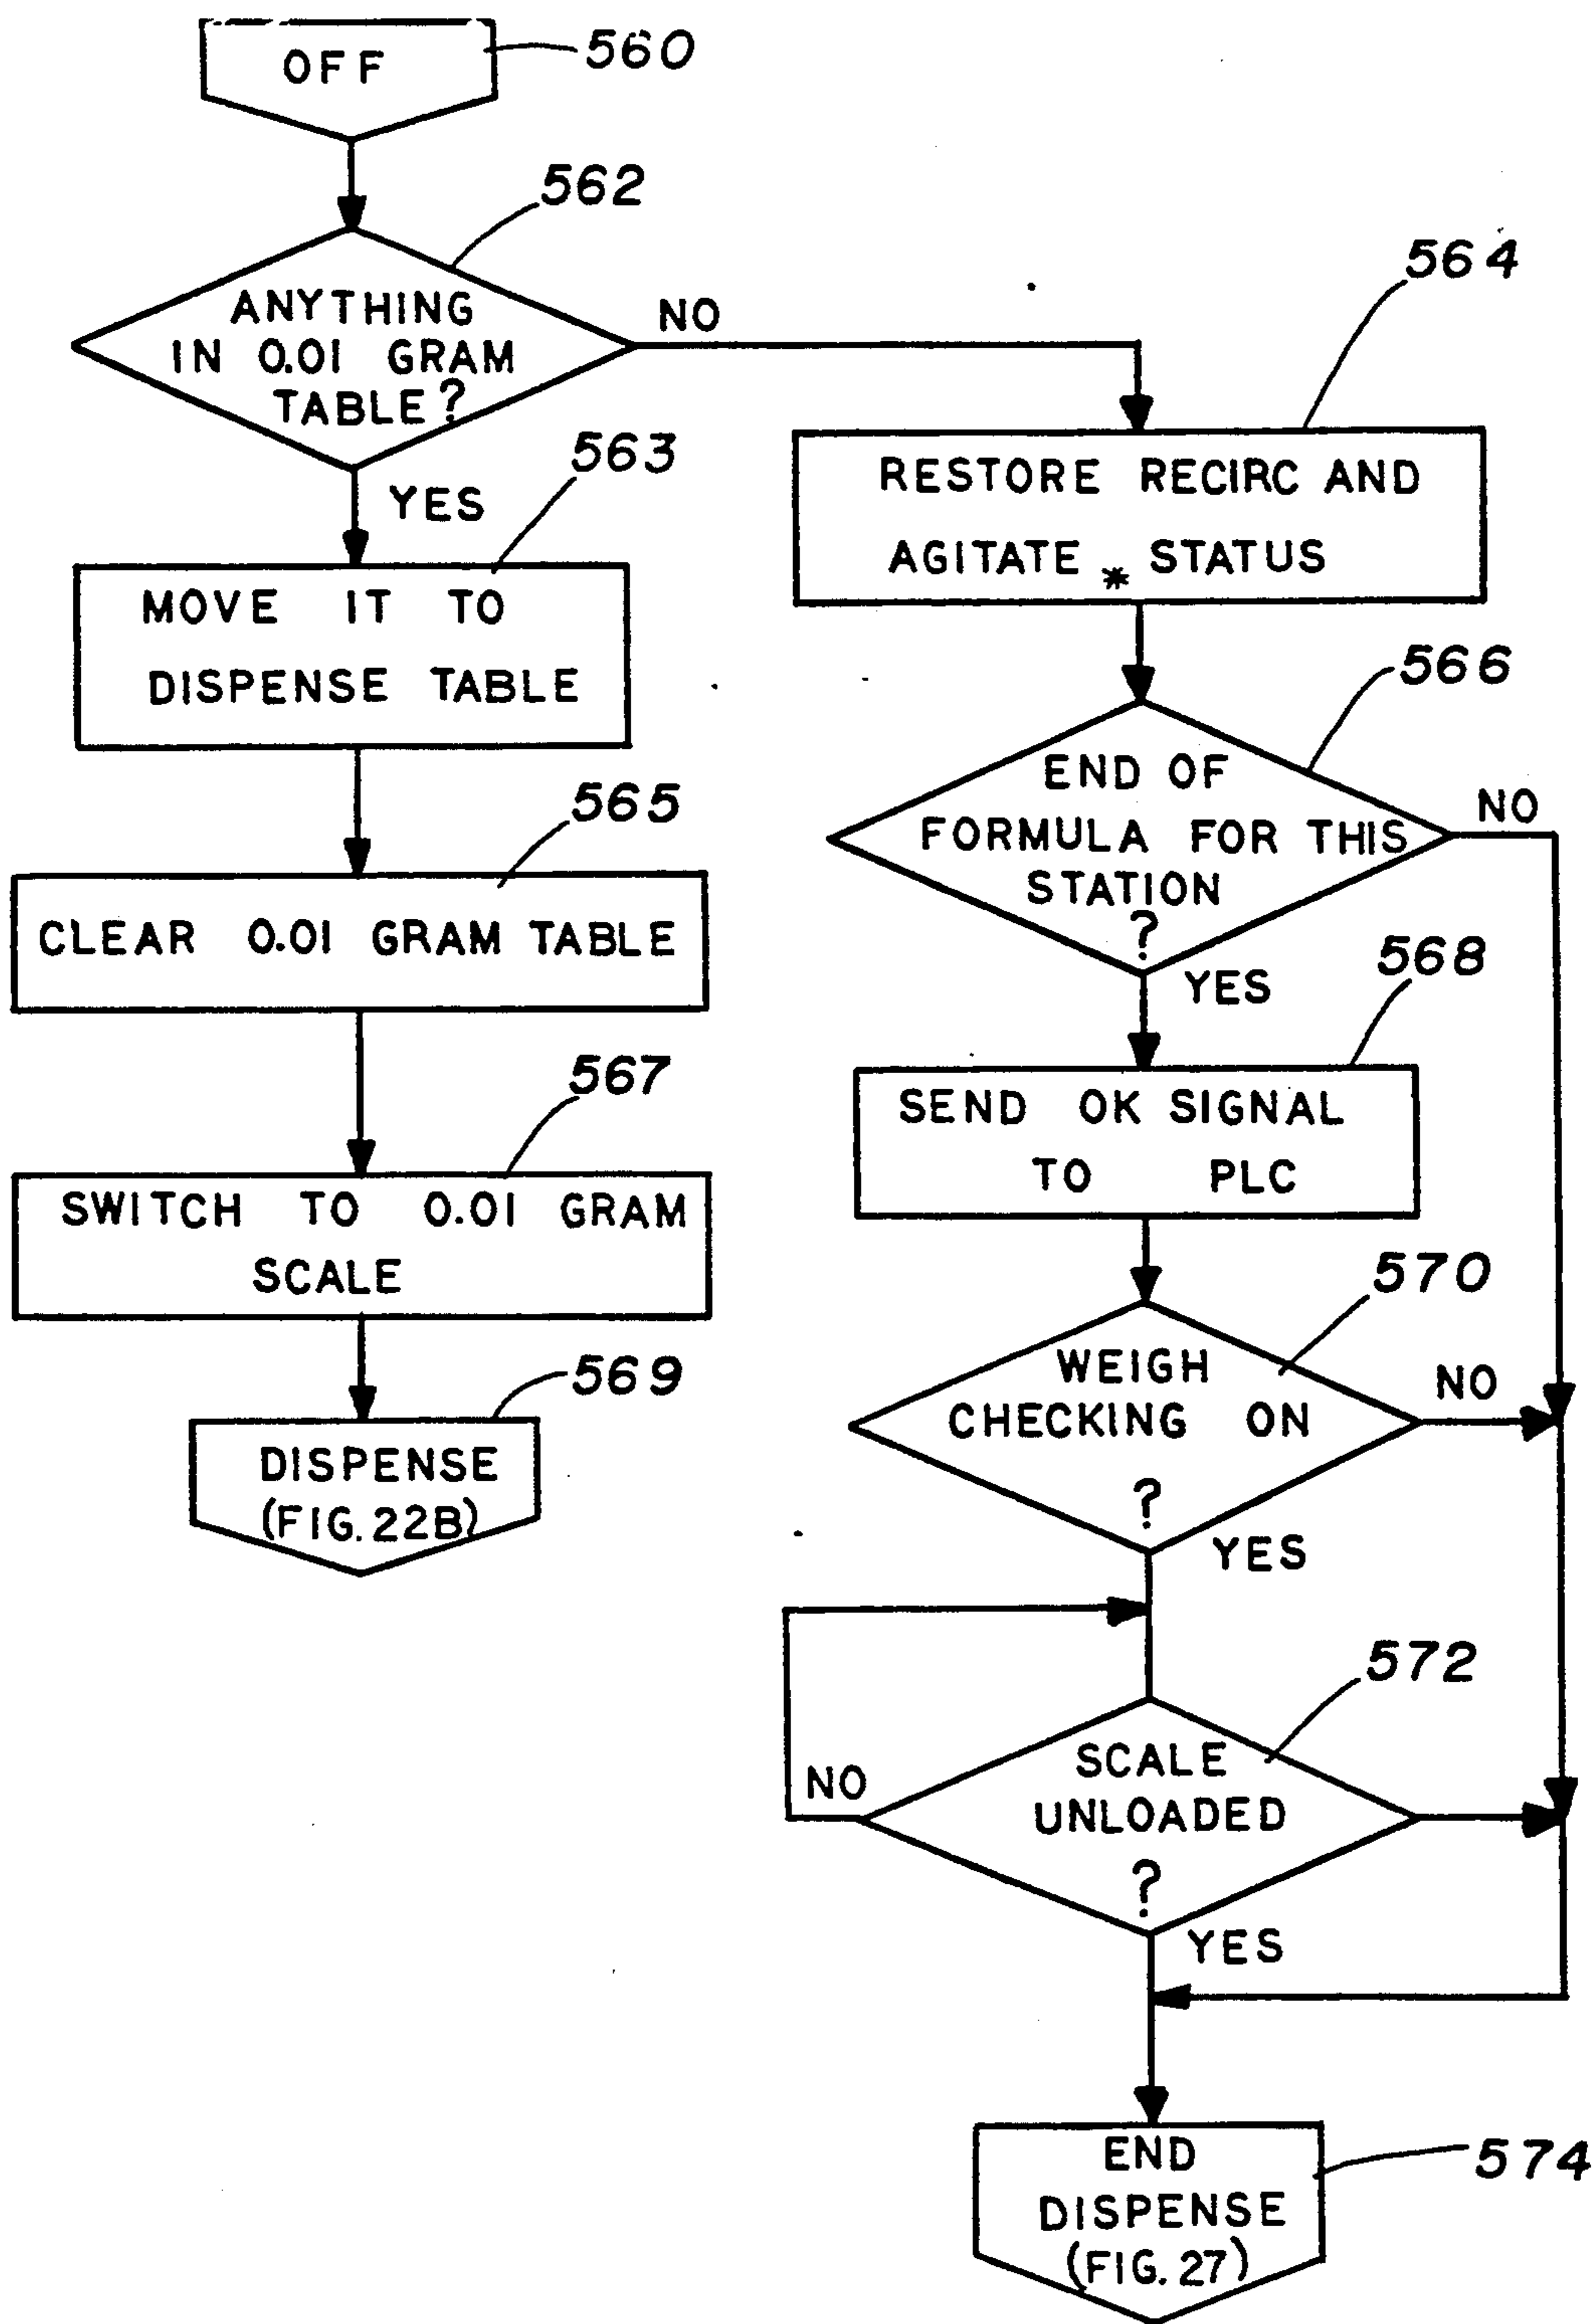 OFF
560
562
ANYTHING
IN 0.01 GRAM
TABLE?
NO
YES
563
MOVE IT TO
DISPENSE TABLE
565
CLEAR 0.01 GRAM TABLE
567
SWITCH TO 0.01 GRAM
SCALE
569
DISPENSE
(FIG. 22B)
564
RESTORE RECIRC AND
AGITATE * STATUS
566
END OF
FORMULA FOR THIS
STATION
?
NO
YES
568
SEND OK SIGNAL
TO PLC
570
WEIGH
CHECKING ON
?
NO
YES
572
SCALE
UNLOADED
?
NO
YES
END
DISPENSE
(FIG. 27)
574